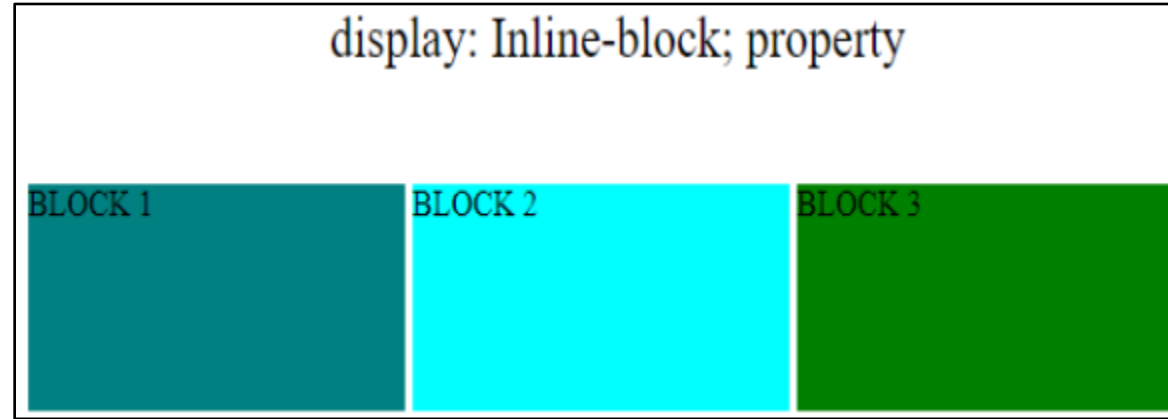 display: Inline-block; property
BLOCK 1
BLOCK 2
BLOCK 3